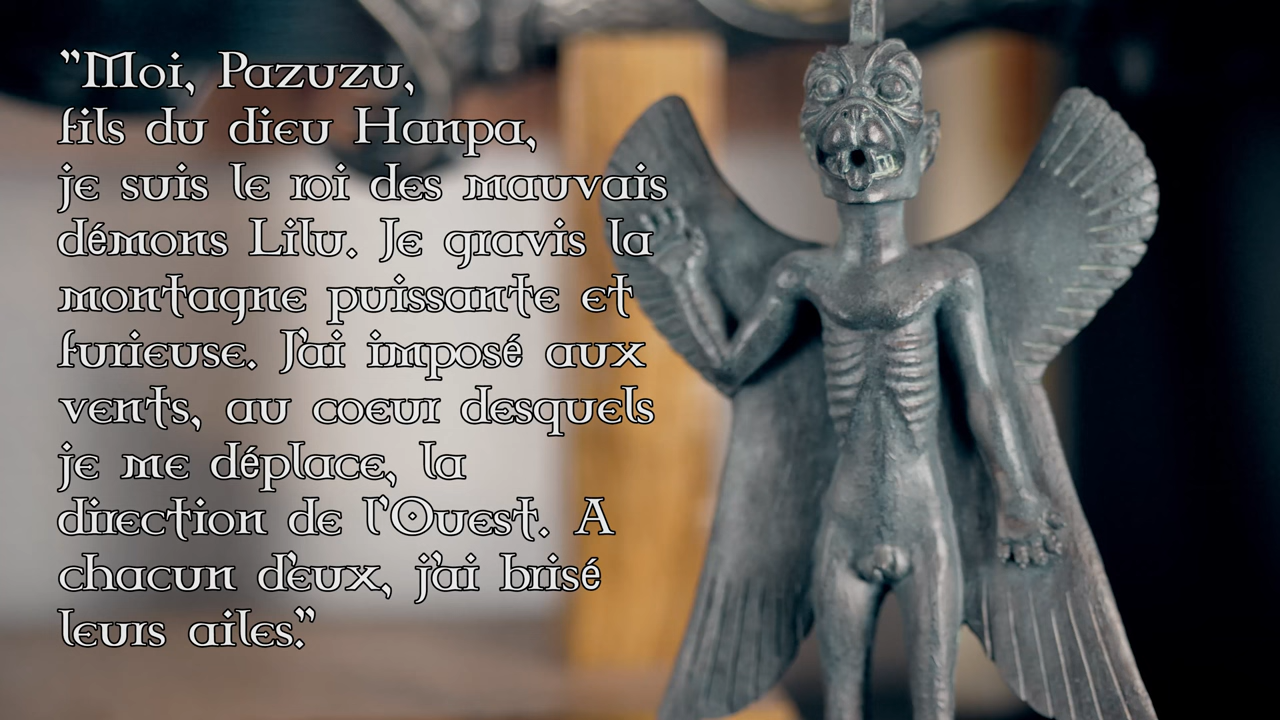 "Moi, Pazuzu,
fils du dieu Hanpa,
je suis le roi des mauvais
démons Lilu. Je gravis la
montagne puissante et
furieuse. J'ai imposé aux
vents, au coeur desquels
je me déplace, la
direction de l'Ouest. A
chacun d'eux, j'ai brisé
leurs ailes."